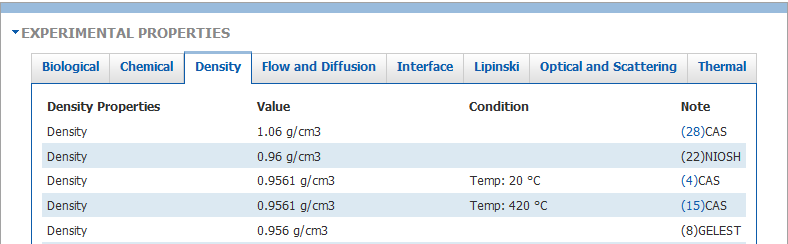 EXPERIMENTAL PROPERTIES
Biological Chemical Density Flow and Diffusion Interface Lipinski Optical and Scattering Thermal
Density Properties Value Condition Note
Density 1.06 g/cm3 (28)CAS
Density 0.96 g/cm3 (22)NIOSH
Density 0.9561 g/cm3 Temp: 20 °C (4)CAS
Density 0.9561 g/cm3 Temp: 420 °C (15)CAS
Density 0.956 g/cm3 (8)GELEST